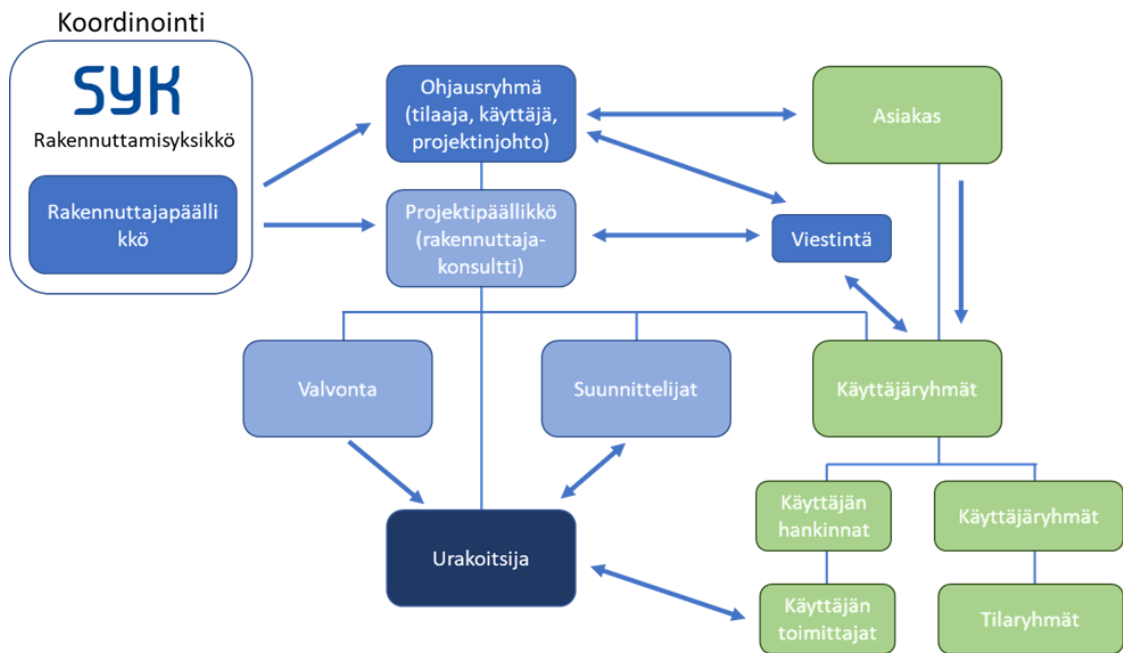 Koordinointi
SYK
Rakennuttamisyksikkö
Rakennuttajapäälli
kkö
Ohjausryhmä
(tilaaja, käyttäjä,
projektinjohto)
Asiakas
Projektipäällikkö
(rakennuttaja-
konsultti)
Viestintä
Valvonta
Suunnittelijat
Käyttäjäryhmät
Käyttäjän
hankinnat
Käyttäjäryhmät
Urakoitsija
Käyttäjän
toimittajat
Tilaryhmät